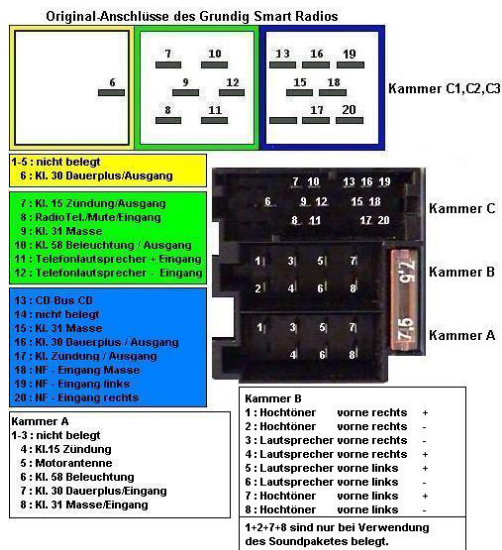 Original-Anschlüsse des Grundig Smart Radios
7 10 13 16 19
6 9 12 15 18
8 11 17 20
Kammer C1,C2,C3
1-5 : nicht belegt
6 : Kl. 30 Dauerplus/Ausgang
7 : Kl. 15 Zündung/Ausgang
8 : RadioTel./Mute/Eingang
9 : Kl. 31 Masse
10 : Kl. 58 Beleuchtung / Ausgang
11 : Telefonlautsprecher + Eingang
12 : Telefonlautsprecher - Eingang
13 : CD-Bus CD
14 : nicht belegt
15 : Kl. 31 Masse
16 : Kl. 30 Dauerplus / Ausgang
17 : Kl. Zündung / Ausgang
18 : NF - Eingang Masse
19 : NF - Eingang links
20 : NF - Eingang rechts
7 10 13 16 19
6 9 12 15 18
8 11 17 20
Kammer C
1 3 5 7
2 4 6 8
Kammer B
1 3 5 7
4 6 8
Kammer A
7,5
7,5
Kammer A
1-3 : nicht belegt
4 : Kl.15 Zündung
5 : Motorantenne
6 : Kl. 58 Beleuchtung
7 : Kl. 30 Dauerplus/Eingang
8 : Kl. 31 Masse/Eingang
Kammer B
1 : Hochtöner vorne rechts +
2 : Hochtöner vorne rechts -
3 : Lautsprecher vorne rechts -
4 : Lautsprecher vorne rechts +
5 : Lautsprecher vorne links +
6 : Lautsprecher vorne links -
7 : Hochtöner vorne links +
8 : Hochtöner vorne links -
1+2+7+8 sind nur bei Verwendung
des Soundpaketes belegt.